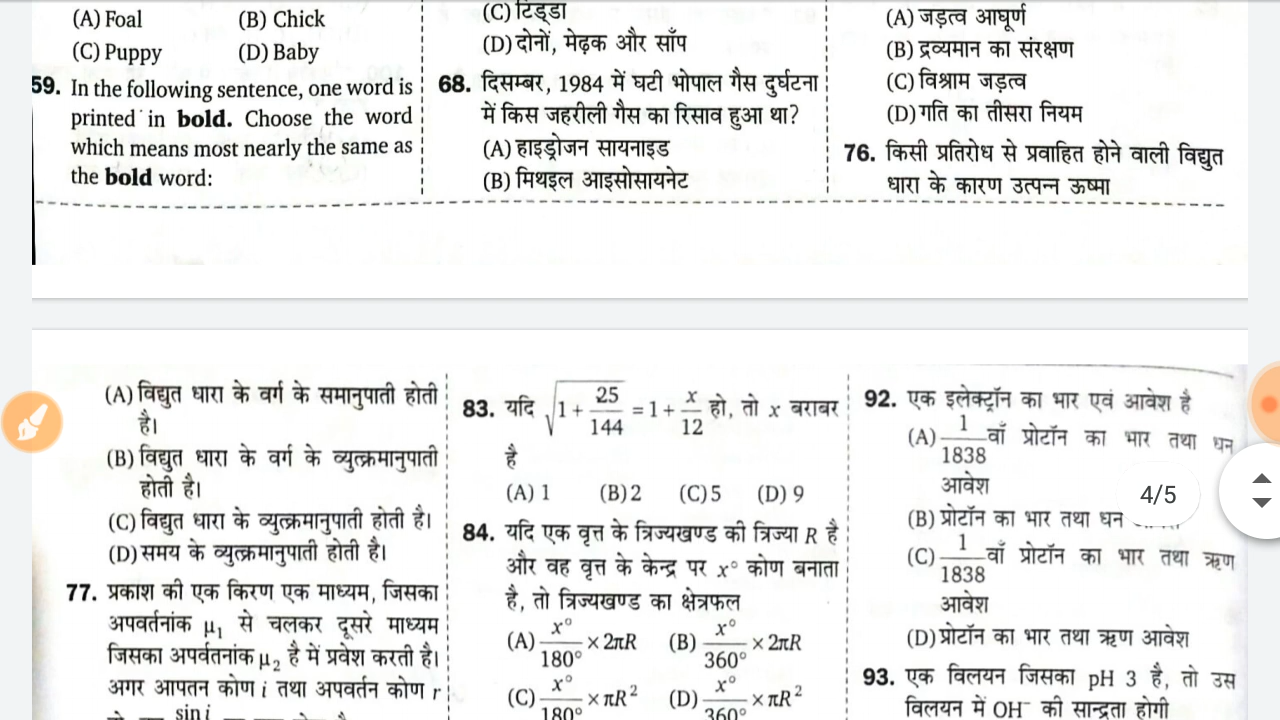 (A) Foal (B) Chick
(C) Puppy (D) Baby
59. In the following sentence, one word is
printed in bold. Choose the word
which means most nearly the same as
the bold word:
(C) टिड्डा
(D) दोनों, मेढ़क और साँप
68. दिसम्बर, 1984 में घटी भोपाल गैस दुर्घटना
में किस जहरीली गैस का रिसाव हुआ था?
(A) हाइड्रोजन सायनाइड
(B) मिथइल आइसोसायनेट
(A) जड़त्व आघूर्ण
(B) द्रव्यमान का संरक्षण
(C) विश्राम जड़त्व
(D) गति का तीसरा नियम
76. किसी प्रतिरोध से प्रवाहित होने वाली विद्युत
धारा के कारण उत्पन्न ऊष्मा
(A) विद्युत धारा के वर्ग के समानुपाती होती
है।
(B) विद्युत धारा के वर्ग के व्युत्क्रमानुपाती
होती है।
(C) विद्युत धारा के व्युत्क्रमानुपाती होती है।
(D) समय के व्युत्क्रमानुपाती होती है।
77. प्रकाश की एक किरण एक माध्यम, जिसका
अपवर्तनांक μ₁ से चलकर दूसरे माध्यम
जिसका अपर्वतनांक μ₂ है में प्रवेश करती है।
अगर आपतन कोण i तथा अपवर्तन कोण r
sin i
83. यदि √(1 + 25/144) = 1 + x/12 हो, तो x बराबर
है
(A) 1 (B) 2 (C) 5 (D) 9
84. यदि एक वृत्त के त्रिज्यखण्ड की त्रिज्या R है
और वह वृत्त के केन्द्र पर x° कोण बनाता
है, तो त्रिज्यखण्ड का क्षेत्रफल
(A) x°/180° × 2πR (B) x°/360° × 2πR
(C) x°/180° × πR² (D) x°/360° × πR²
92. एक इलेक्ट्रॉन का भार एवं आवेश है
(A) 1/1838 वाँ प्रोटॉन का भार तथा धन
आवेश
(B) प्रोटॉन का भार तथा धन
(C) 1/1838 वाँ प्रोटॉन का भार तथा ऋण
आवेश
(D) प्रोटॉन का भार तथा ऋण आवेश
93. एक विलयन जिसका pH 3 है, तो उस
विलयन में OH⁻ की सान्द्रता होगी
4/5